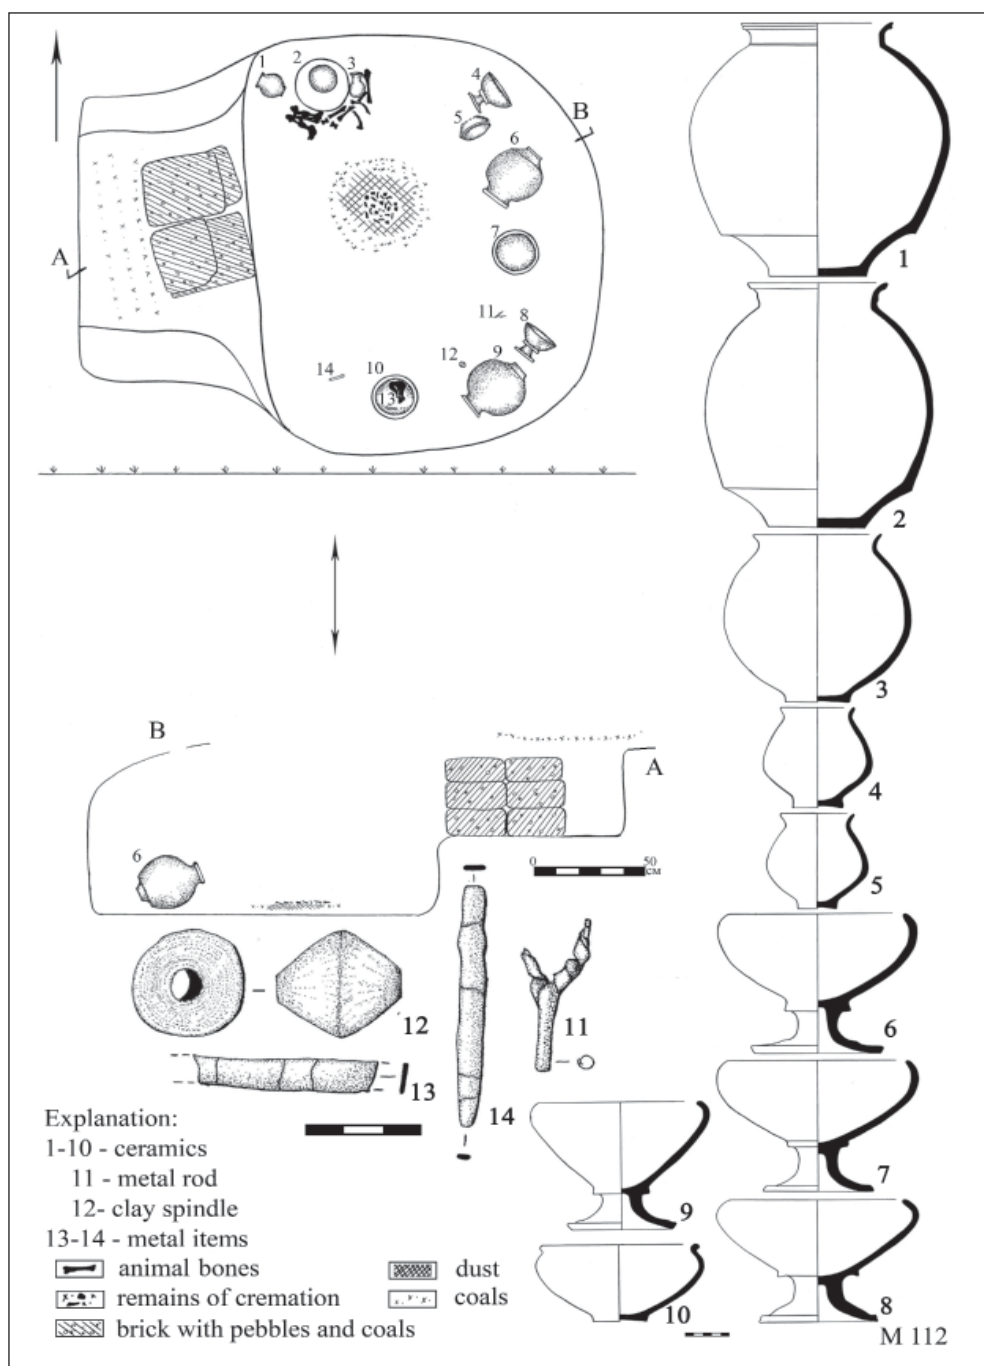 1
2
3
4
B
5
6
A
7
11
8
14
10
12
9
13
1
2
3
4
5
B
A
6
0 50
см
12
11
13
14
6
7
9
8
10
Explanation:
1-10 - ceramics
11 - metal rod
12- clay spindle
13-14 - metal items
animal bones
dust
remains of cremation
coals
brick with pebbles and coals
M 112